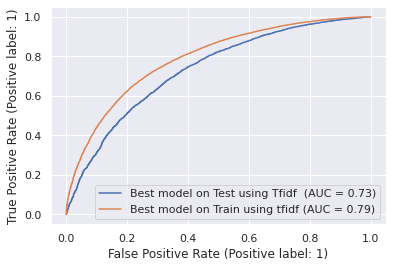 1.0
0.8
0.6
0.4
0.2
0.0
True Positive Rate (Positive label: 1)
Best model on Test using Tfidf  (AUC = 0.73)
Best model on Train using tfidf (AUC = 0.79)
0.0 0.2 0.4 0.6 0.8 1.0
False Positive Rate (Positive label: 1)